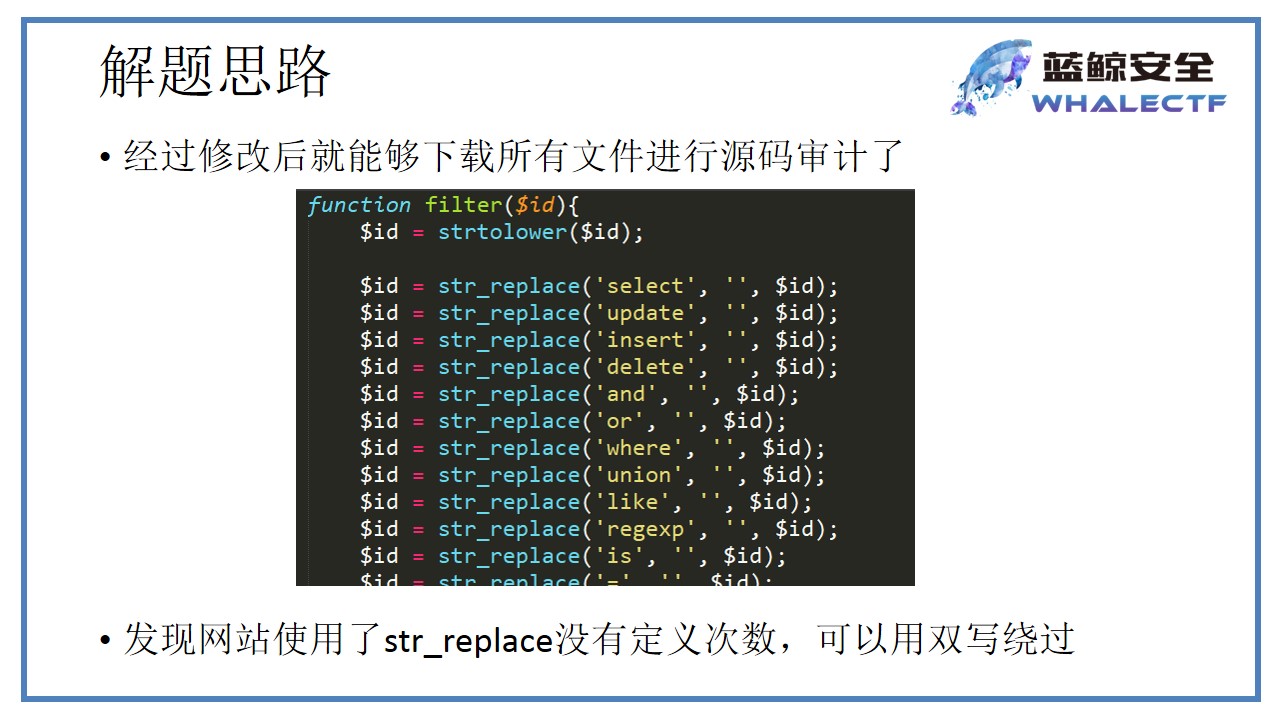 解题思路
蓝鲸安全
WHALECTF
• 经过修改后就能够下载所有文件进行源码审计了
function filter($id){
$id = strtolower($id);
$id = str_replace('select', '', $id);
$id = str_replace('update', '', $id);
$id = str_replace('insert', '', $id);
$id = str_replace('delete', '', $id);
$id = str_replace('and', '', $id);
$id = str_replace('or', '', $id);
$id = str_replace('where', '', $id);
$id = str_replace('union', '', $id);
$id = str_replace('like', '', $id);
$id = str_replace('regexp', '', $id);
$id = str_replace('is', '', $id);
$id = str_replace('=', '', $id);
• 发现网站使用了str_replace没有定义次数，可以用双写绕过